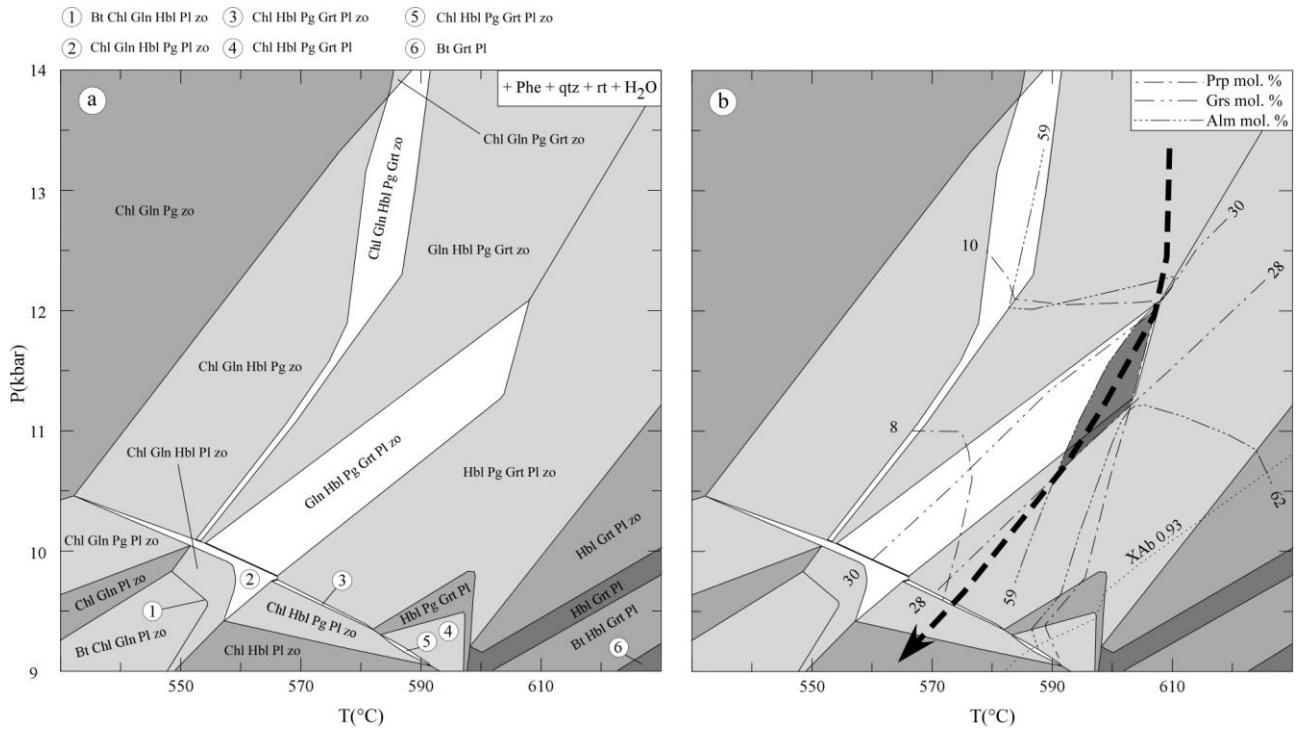 ① Bt Chl Gln Hbl Pl zo ③ Chl Hbl Pg Grt Pl zo ⑤ Chl Hbl Pg Grt Pl zo
② Chl Gln Hbl Pg Pl zo ④ Chl Hbl Pg Grt Pl ⑥ Bt Grt Pl
a
+ Phe + qtz + rt + H2O
Chl Gln Pg Grt zo
Chl Gln Hbl Pg Grt zo
Chl Gln Pg zo
Gln Hbl Pg Grt zo
Chl Gln Hbl Pg zo
Chl Gln Hbl Pl zo
Gln Hbl Pg Grt Pl zo
Hbl Pg Grt Pl zo
Chl Gln Pg Pl zo
Hbl Grt Pl zo
Chl Gln Pl zo
②
③
Hbl Pg Grt Pl
Hbl Grt Pl
①
Chl Hbl Pg Pl zo
④
⑤
Bt Hbl Grt Pl
Bt Chl Gln Pl zo
Chl Hbl Pl zo
⑥
14
13
12
11
10
9
P(kbar)
550 570 590 610
T(°C)
b
Prp mol. %
Grs mol. %
Alm mol. %
59
30
10
28
8
62
XAb 0.93
30
28
59
550 570 590 610
T(°C)